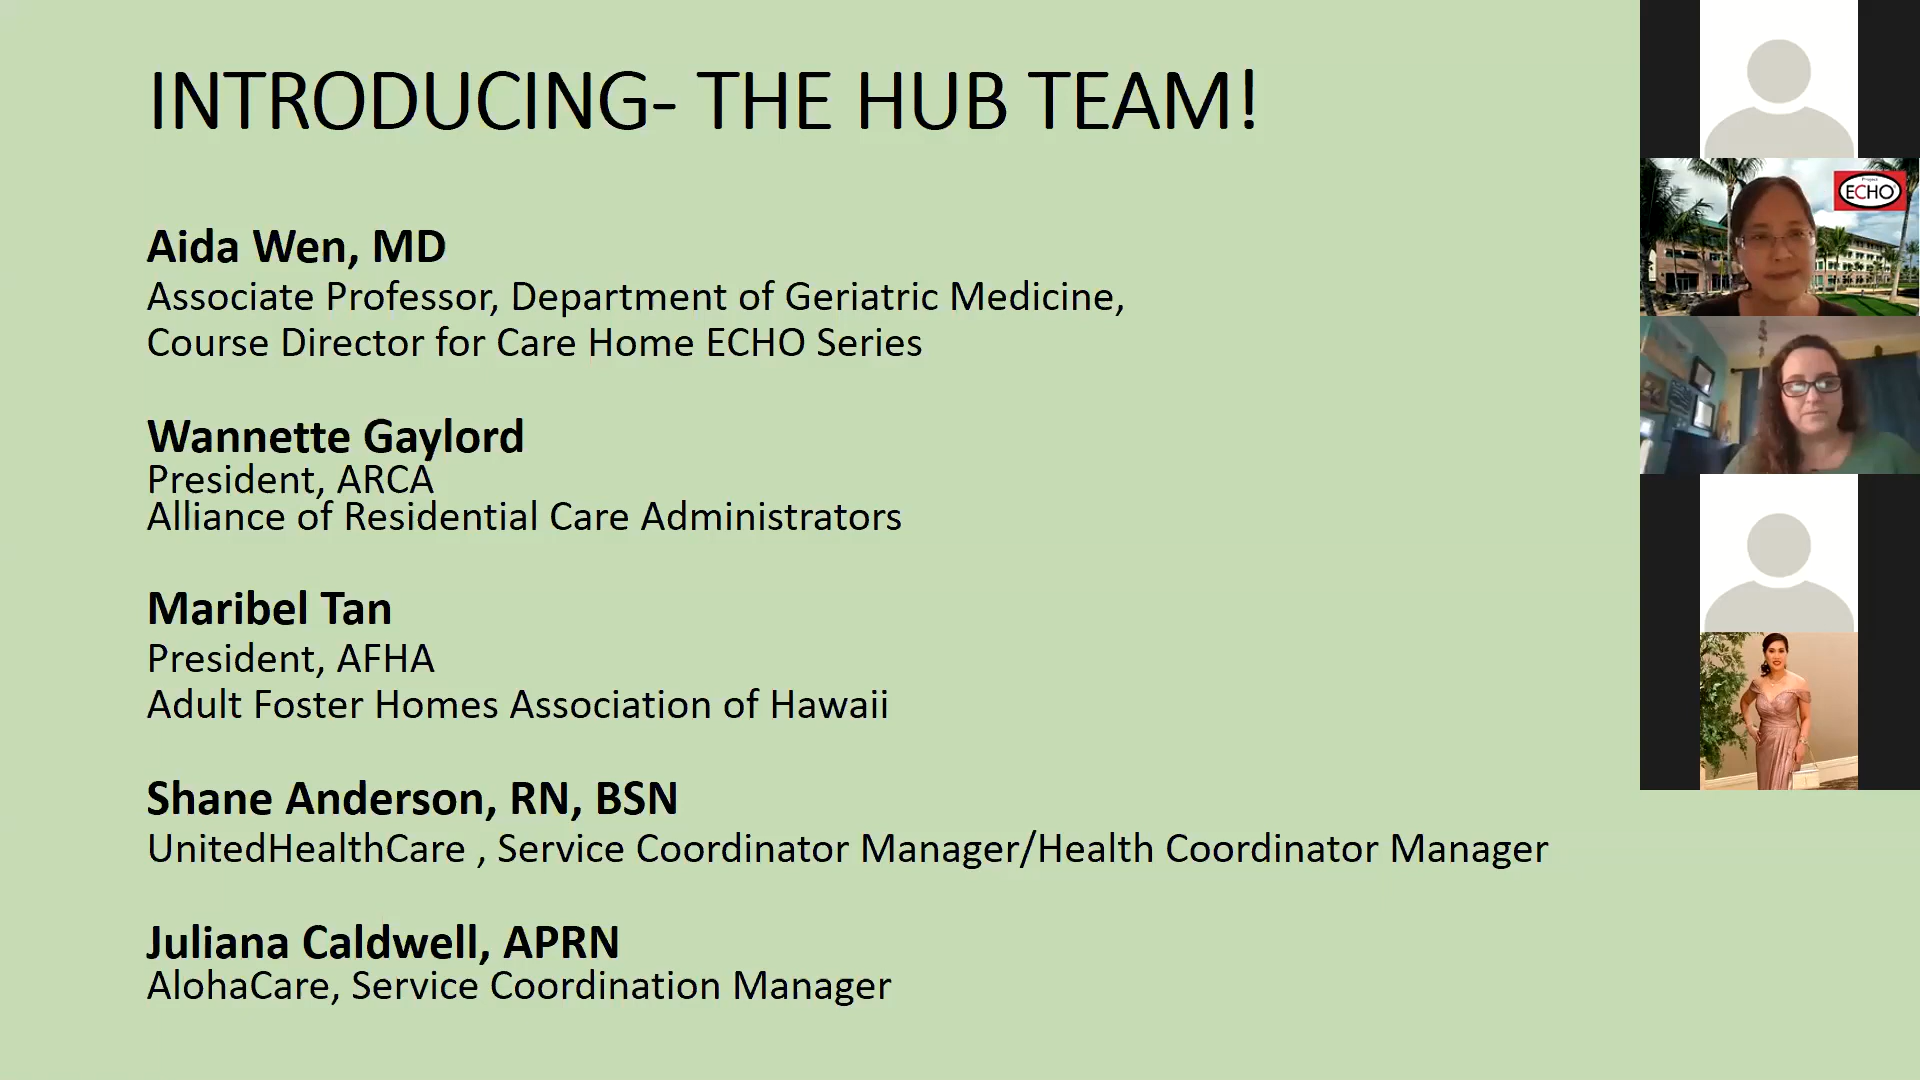 INTRODUCING- THE HUB TEAM!
Aida Wen, MD
Associate Professor, Department of Geriatric Medicine,
Course Director for Care Home ECHO Series
Wannette Gaylord
President, ARCA
Alliance of Residential Care Administrators
Maribel Tan
President, AFHA
Adult Foster Homes Association of Hawaii
Shane Anderson, RN, BSN
UnitedHealthCare , Service Coordinator Manager/Health Coordinator Manager
Juliana Caldwell, APRN
AlohaCare, Service Coordination Manager
Project
ECHO